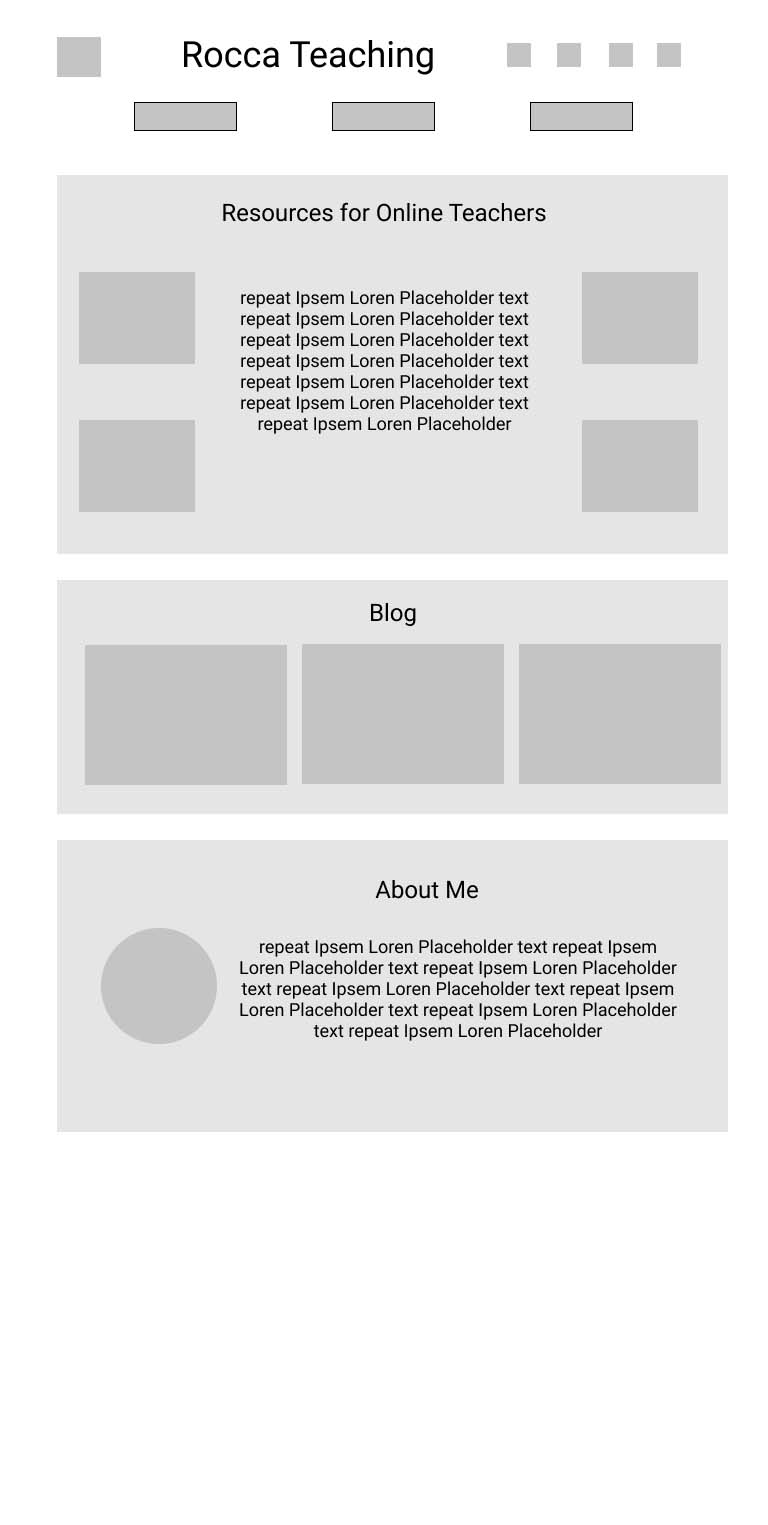 Rocca Teaching
Resources for Online Teachers
repeat Ipsem Loren Placeholder text
repeat Ipsem Loren Placeholder text
repeat Ipsem Loren Placeholder text
repeat Ipsem Loren Placeholder text
repeat Ipsem Loren Placeholder text
repeat Ipsem Loren Placeholder text
repeat Ipsem Loren Placeholder
Blog
About Me
repeat Ipsem Loren Placeholder text repeat Ipsem
Loren Placeholder text repeat Ipsem Loren Placeholder
text repeat Ipsem Loren Placeholder text repeat Ipsem
Loren Placeholder text repeat Ipsem Loren Placeholder
text repeat Ipsem Loren Placeholder